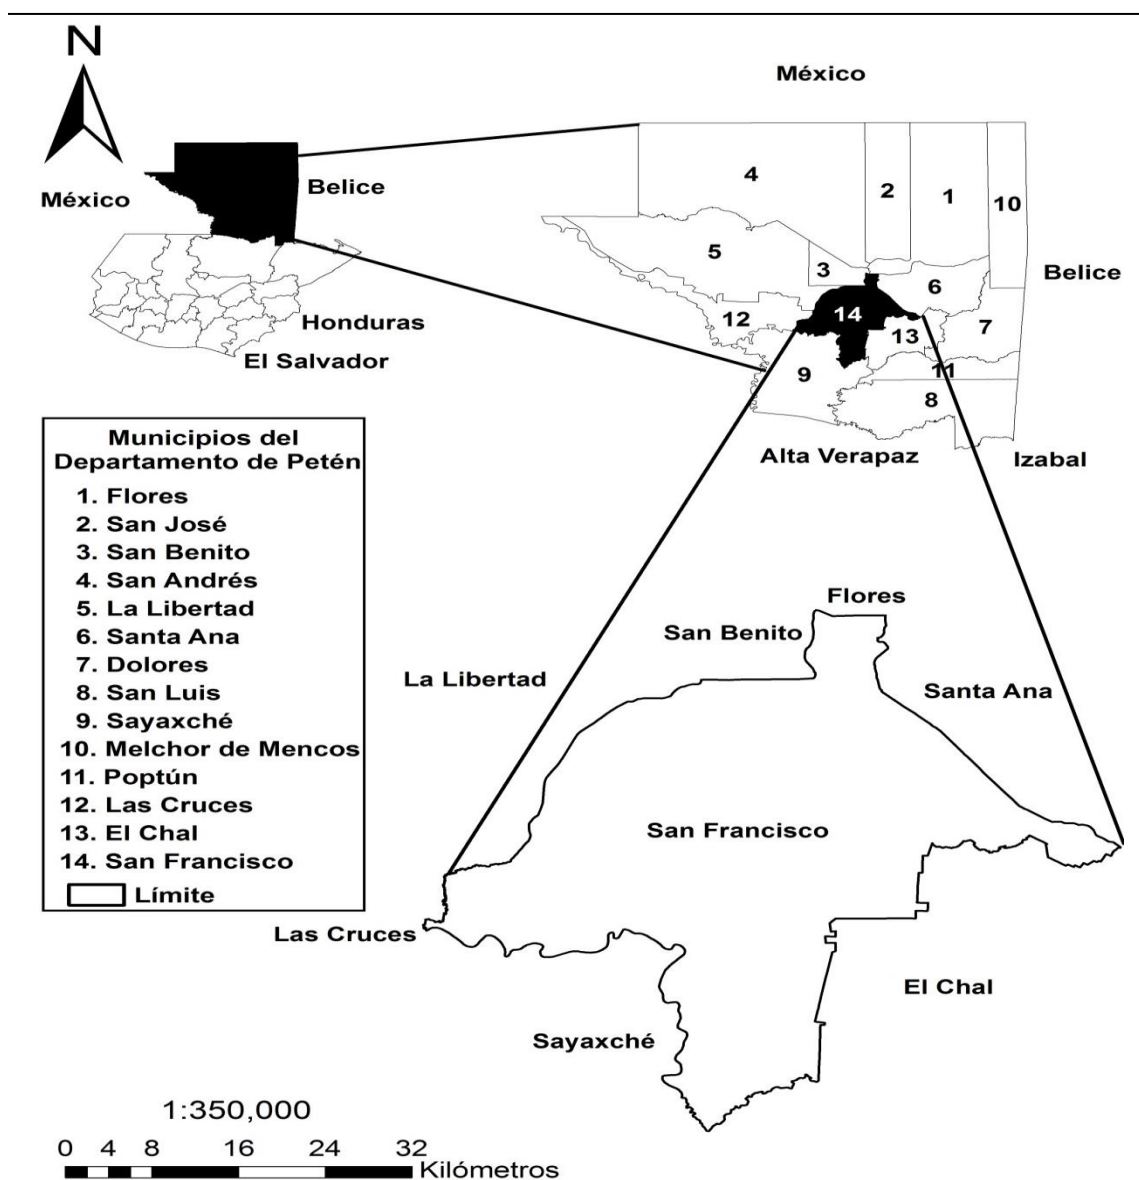 N
México
México
Belice
Honduras
El Salvador
4
2
1
10
5
3
6
Belice
12
14
13
7
9
11
8
Alta Verapaz
Izabal
Municipios del
Departamento de Petén
1. Flores
2. San José
3. San Benito
4. San Andrés
5. La Libertad
6. Santa Ana
7. Dolores
8. San Luis
9. Sayaxché
10. Melchor de Mencos
11. Poptún
12. Las Cruces
13. El Chal
14. San Francisco
Límite
Flores
San Benito
La Libertad
Santa Ana
San Francisco
Las Cruces
El Chal
Sayaxché
1:350,000
0 4 8 16 24 32
Kilómetros